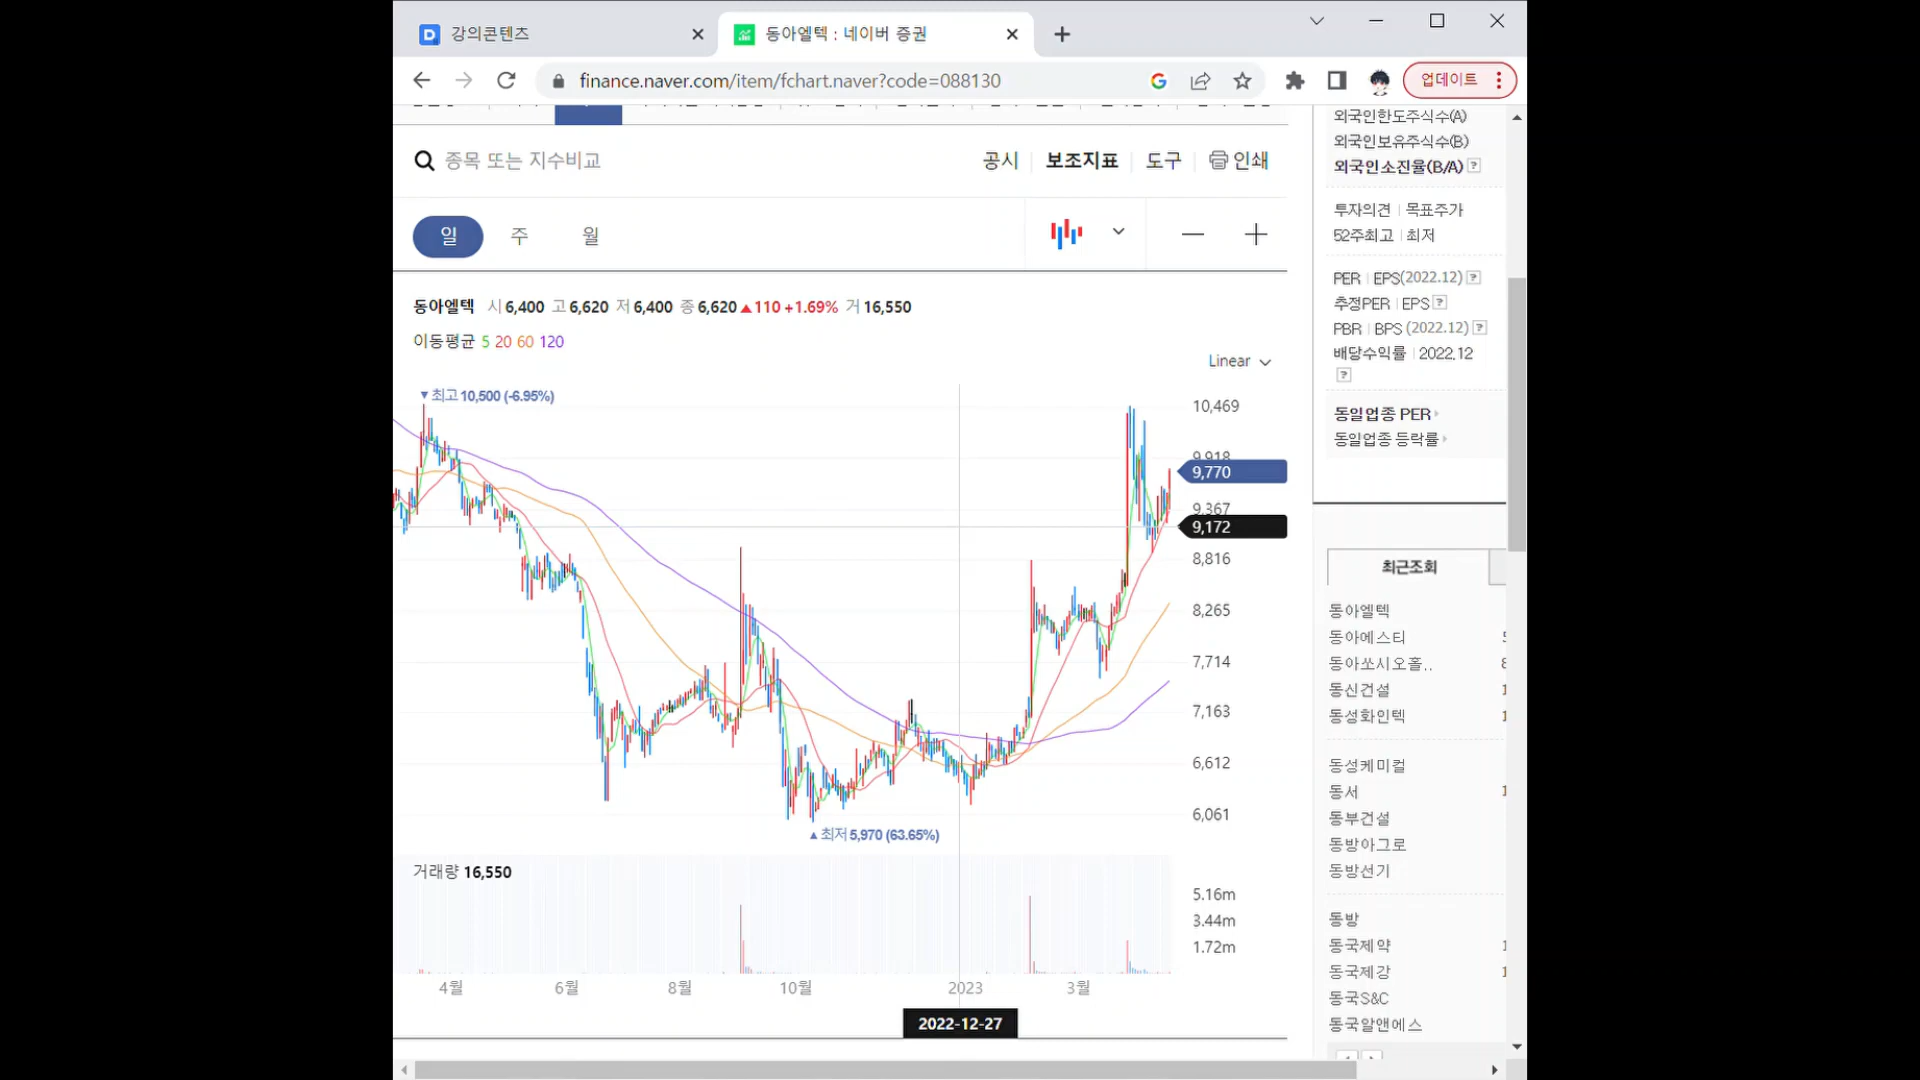 강의콘텐츠
동아엘텍 : 네이버 증권
finance.naver.com/item/fchart.naver?code=088130
업데이트
종목 또는 지수비교
공시
보조지표
도구
인쇄
일
주
월
동아엘텍 시 6,400 고 6,620 저 6,400 종 6,620 ▲110 +1.69% 거 16,550
이동평균 5 20 60 120
Linear
▼최고 10,500 (-6.95%)
10,469
9,918
9,770
9,367
9,172
8,816
8,265
7,714
7,163
6,612
6,061
▲최저 5,970 (63.65%)
거래량 16,550
5.16m
3.44m
1.72m
4월
6월
8월
10월
2023
3월
2022-12-27
외국인한도주식수(A)
외국인보유주식수(B)
외국인소진율(B/A) ?
투자의견 | 목표주가
52주최고 | 최저
PER | EPS(2022.12) ?
추정PER | EPS ?
PBR | BPS (2022.12) ?
배당수익률 | 2022.12
?
동일업종 PER
동일업종 등락률
최근조회
동아엘텍
동아에스티
동아쏘시오홀..
동신건설
동성화인텍
동성케미컬
동서
동부건설
동방아그로
동방선기
동방
동국제약
동국제강
동국S&C
동국알앤에스